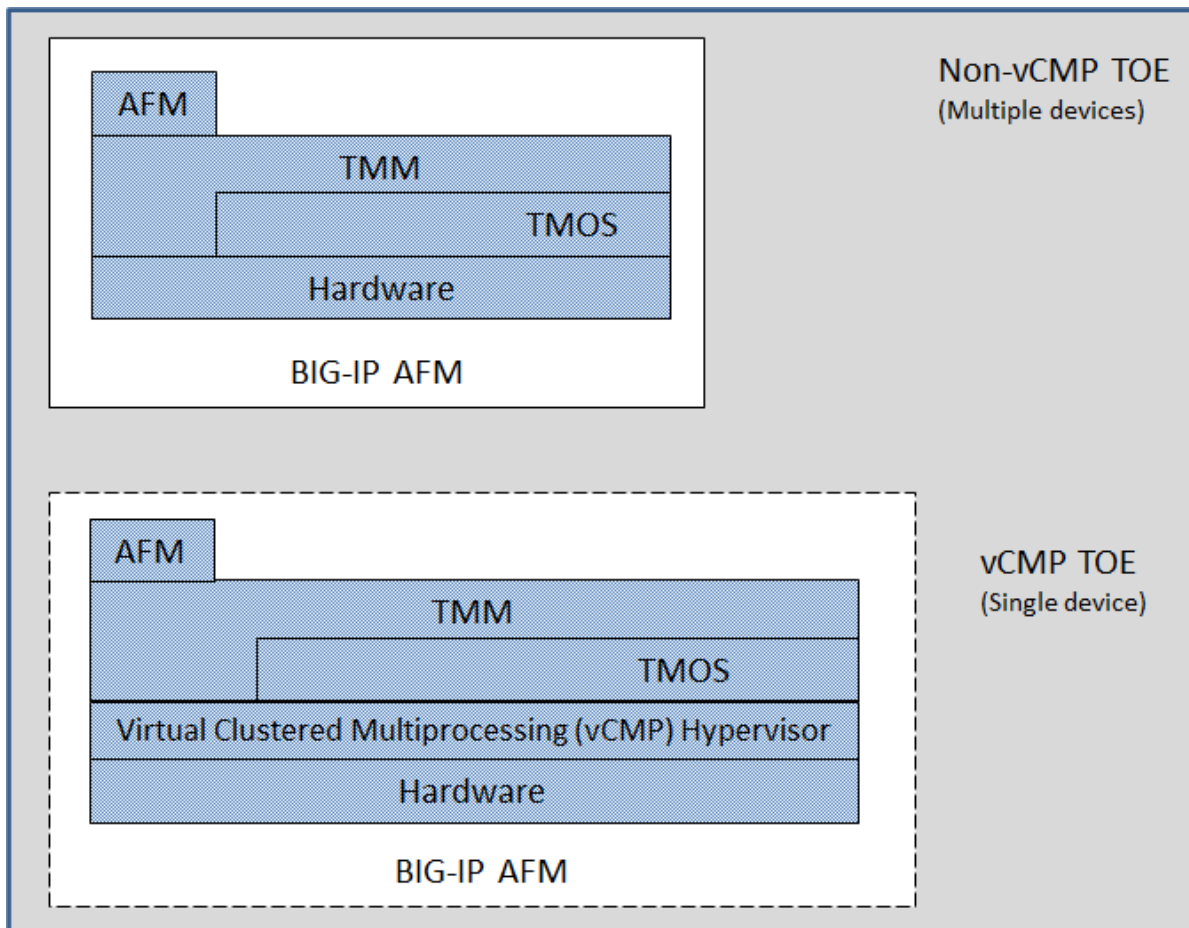 Non-vCMP TOE
(Multiple devices)
AFM
TMM
TMOS
Hardware
BIG-IP AFM
vCMP TOE
(Single device)
AFM
TMM
TMOS
Virtual Clustered Multiprocessing (vCMP) Hypervisor
Hardware
BIG-IP AFM